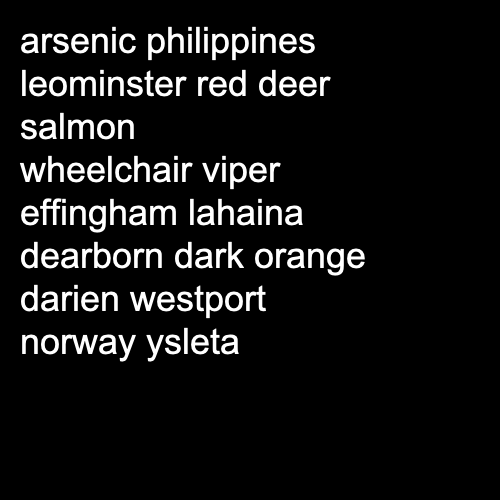 arsenic philippines
leominster red deer
salmon
wheelchair viper
effingham lahaina
dearborn dark orange
darien westport
norway ysleta